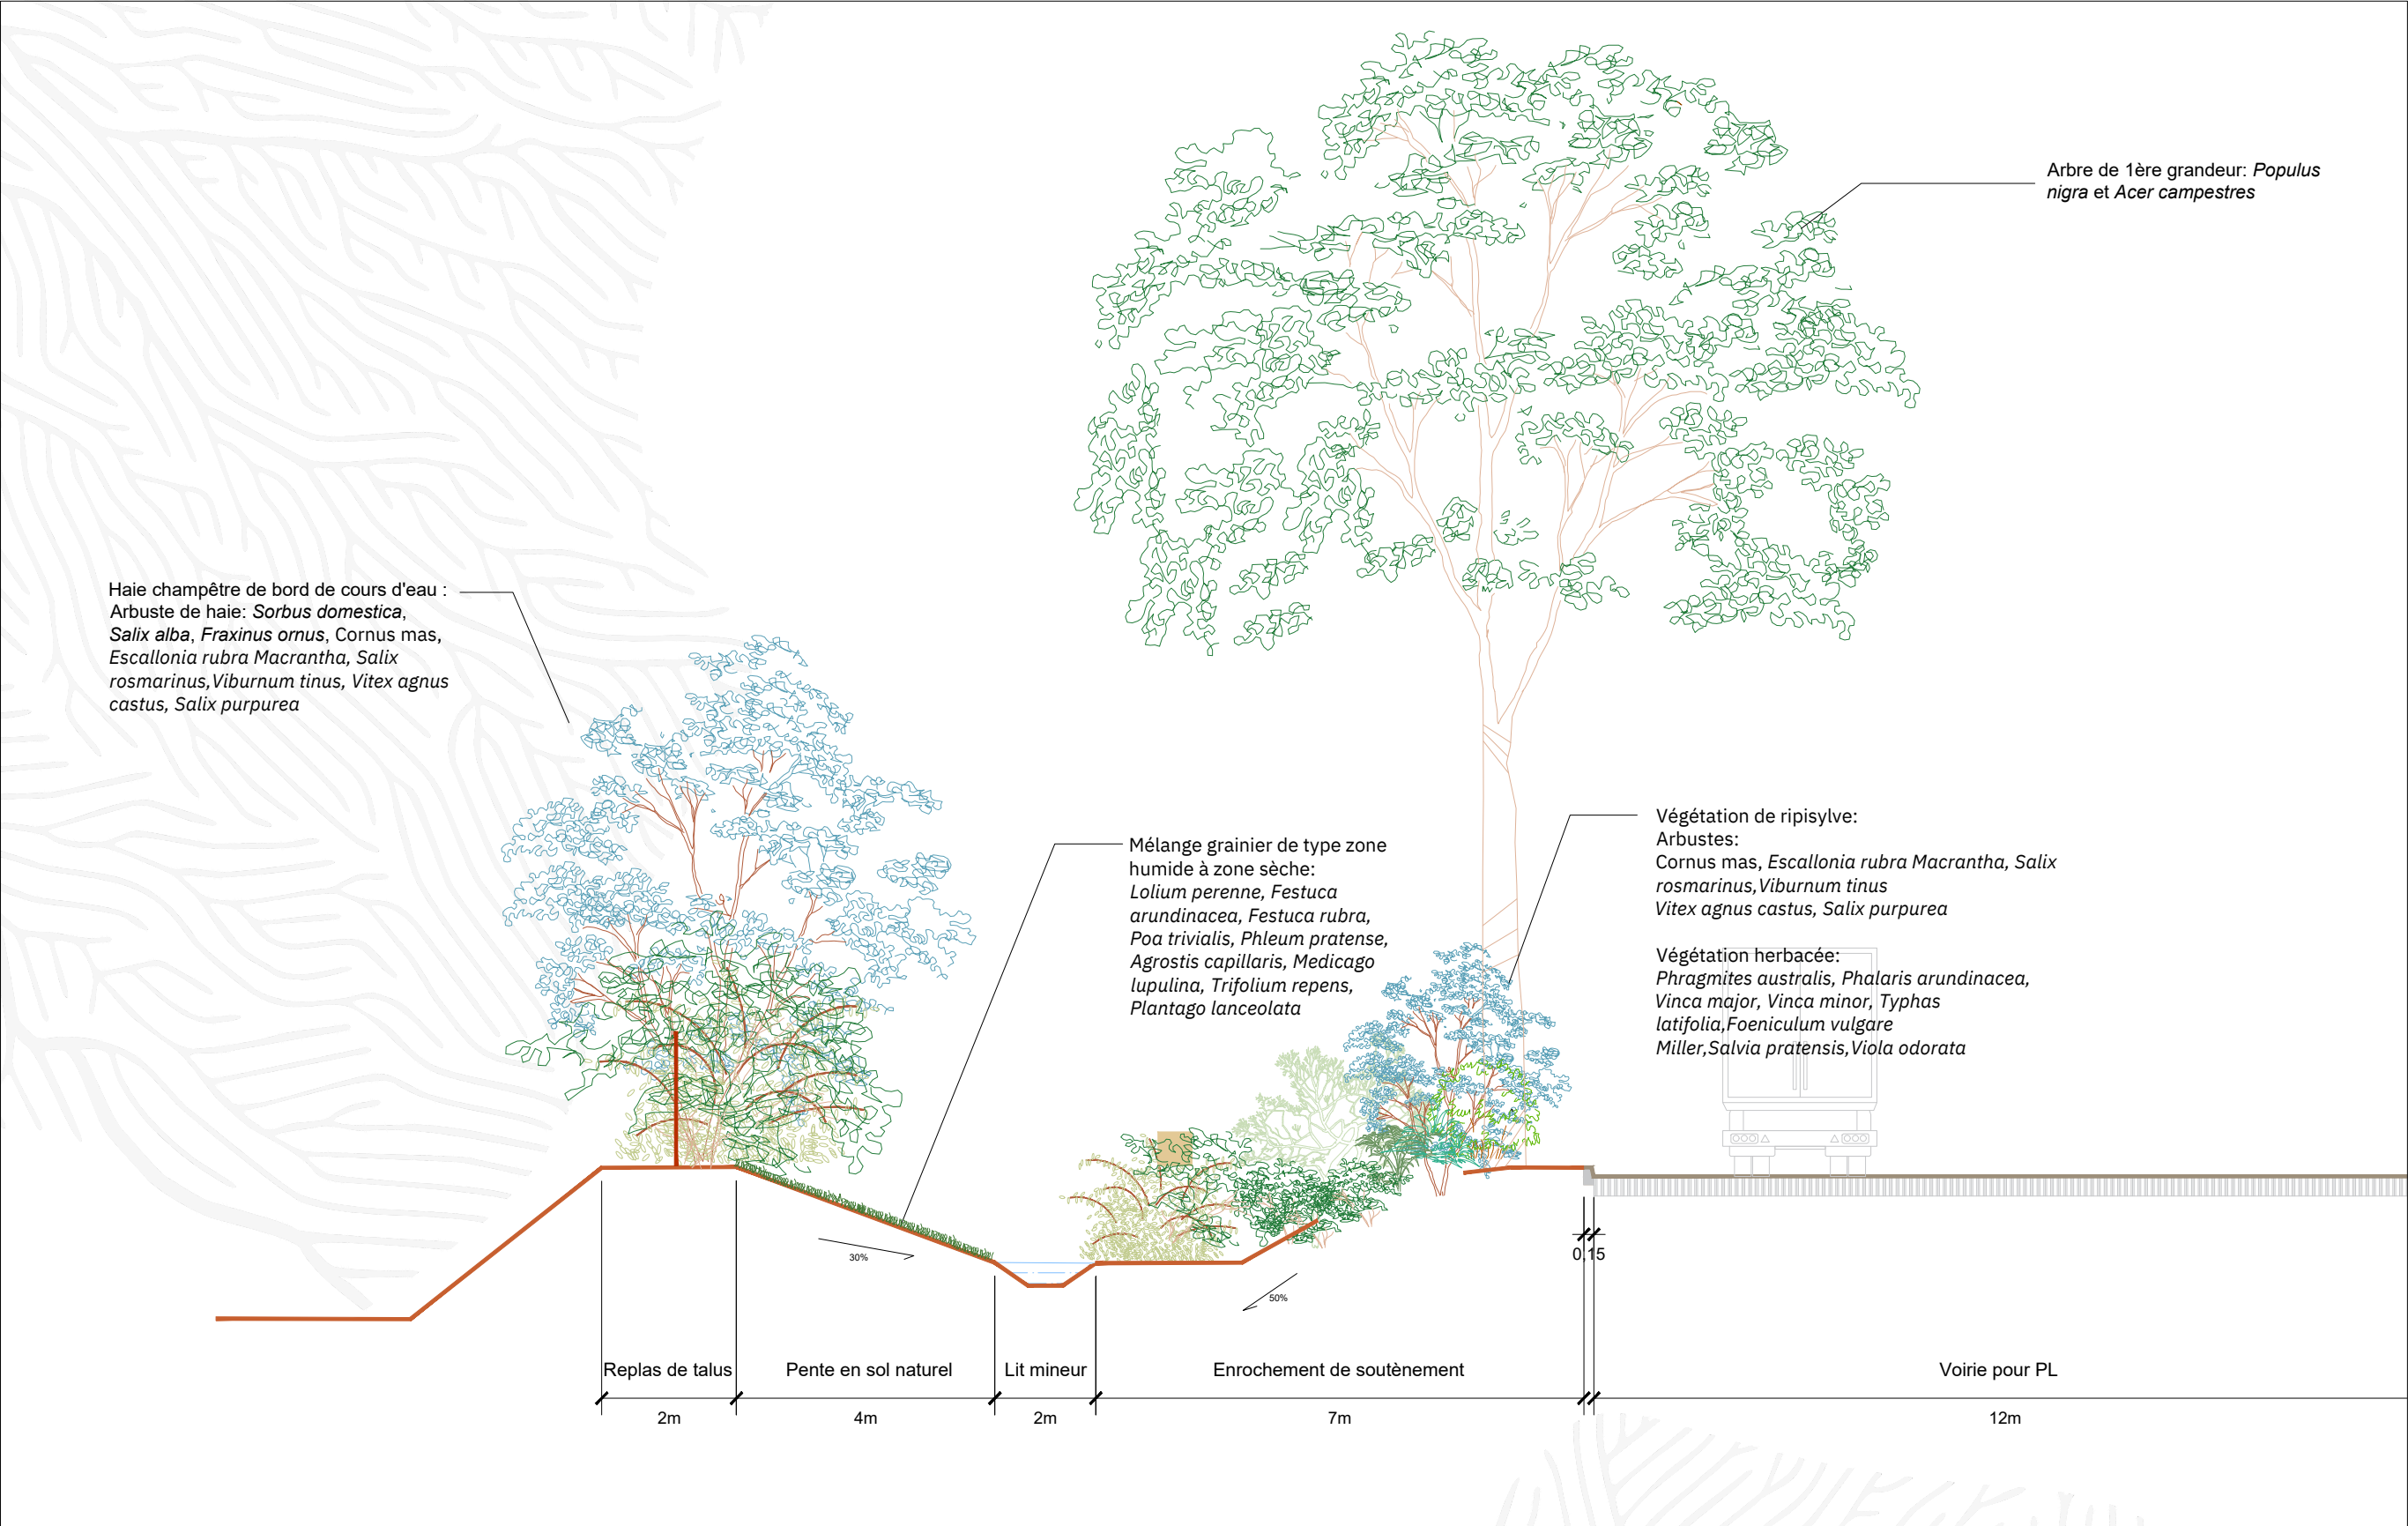 Arbre de 1ère grandeur: Populus
nigra et Acer campestres
Haie champêtre de bord de cours d'eau :
Arbuste de haie: Sorbus domestica,
Salix alba, Fraxinus ornus, Cornus mas,
Escallonia rubra Macrantha, Salix
rosmarinus,Viburnum tinus, Vitex agnus
castus, Salix purpurea
Mélange grainier de type zone
humide à zone sèche:
Lolium perenne, Festuca
arundinacea, Festuca rubra,
Poa trivialis, Phleum pratense,
Agrostis capillaris, Medicago
lupulina, Trifolium repens,
Plantago lanceolata
Végétation de ripisylve:
Arbustes:
Cornus mas, Escallonia rubra Macrantha, Salix
rosmarinus,Viburnum tinus
Vitex agnus castus, Salix purpurea
Végétation herbacée:
Phragmites australis, Phalaris arundinacea,
Vinca major, Vinca minor, Typhas
latifolia,Foeniculum vulgare
Miller,Salvia pratensis,Viola odorata
30%
50%
0,15
Replas de talus
Pente en sol naturel
Lit mineur
Enrochement de soutènement
Voirie pour PL
2m
4m
2m
7m
12m